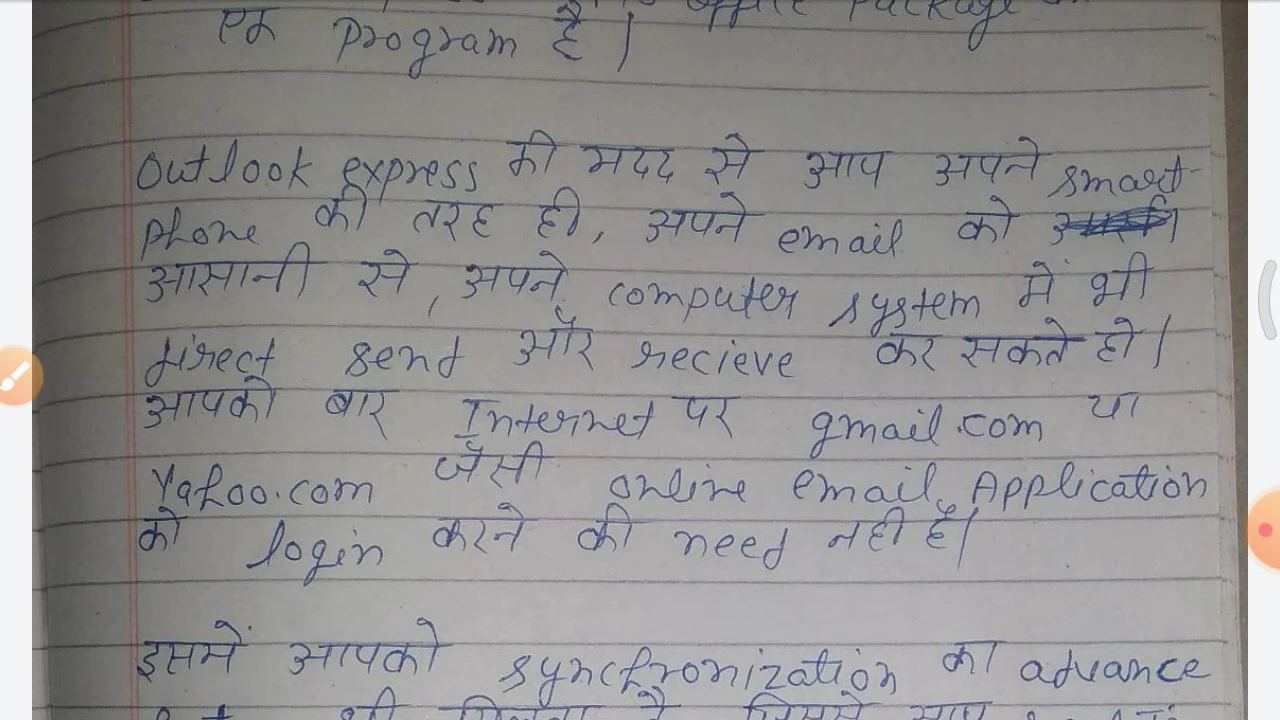 office Package
एक program है।
outlook express की मदद से आप अपने smart-
phone की तरह ही, अपने email को
आसानी से, अपने computer system में भी
direct send और recieve कर सकते हो।
आपको बार Internet पर gmail.com या
Yahoo.com जैसी online email Application
को login करने की need नही है।
इसमें आपको synchronization का advance